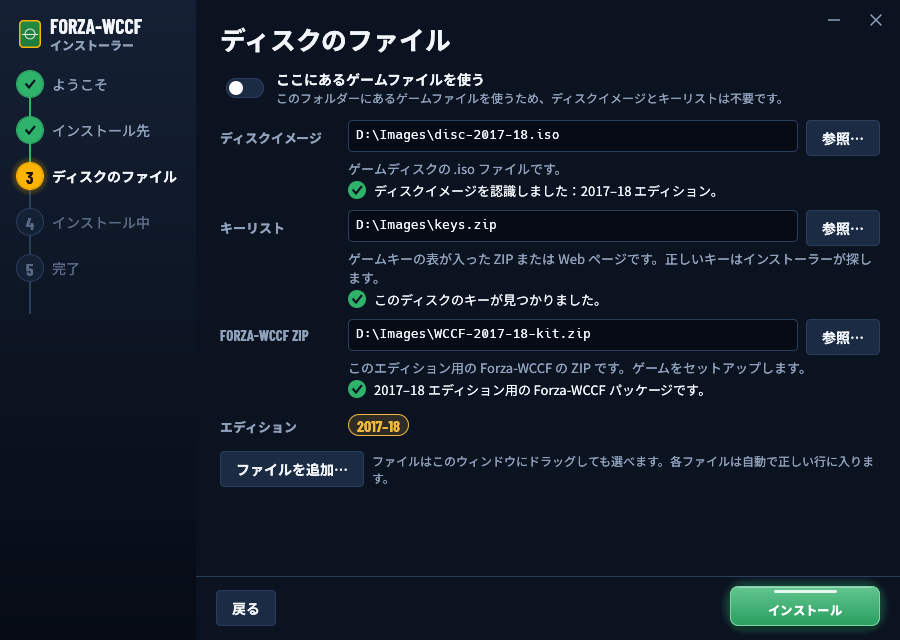 FORZA-WCCF
インストーラー
ようこそ
インストール先
3 ディスクのファイル
4 インストール中
5 完了
ディスクのファイル
ここにあるゲームファイルを使う
このフォルダーにあるゲームファイルを使うため、ディスクイメージとキーリストは不要です。
ディスクイメージ D:\Images\disc-2017-18.iso 参照…
ゲームディスクの .iso ファイルです。
ディスクイメージを認識しました：2017–18 エディション。
キーリスト D:\Images\keys.zip 参照…
ゲームキーの表が入った ZIP または Web ページです。正しいキーはインストーラーが探し
ます。
このディスクのキーが見つかりました。
FORZA-WCCF ZIP D:\Images\WCCF-2017-18-kit.zip 参照…
このエディション用の Forza-WCCF の ZIP です。ゲームをセットアップします。
2017–18 エディション用の Forza-WCCF パッケージです。
エディション 2017–18
ファイルを追加… ファイルはこのウィンドウにドラッグしても選べます。各ファイルは自動で正しい行に入りま
す。
戻る インストール